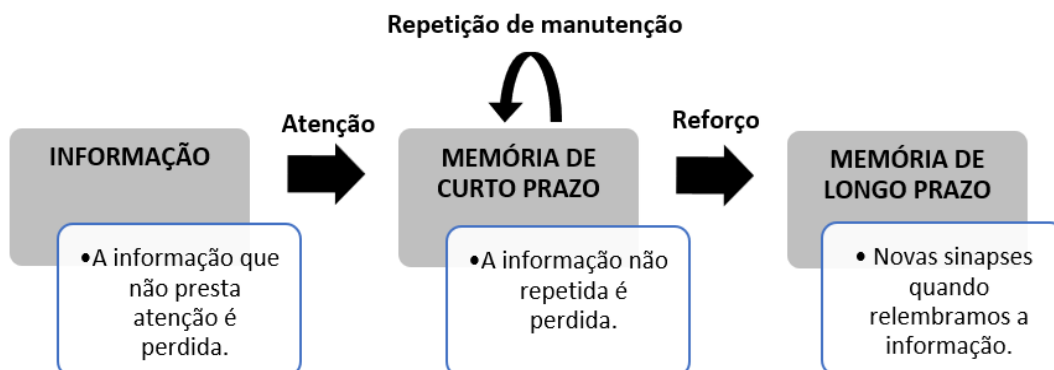 Repetição de manutenção
Atenção
Reforço
INFORMAÇÃO
•A informação que
não presta
atenção é
perdida.
MEMÓRIA DE
CURTO PRAZO
•A informação não
repetida é
perdida.
MEMÓRIA DE
LONGO PRAZO
• Novas sinapses
quando
relembramos a
informação.